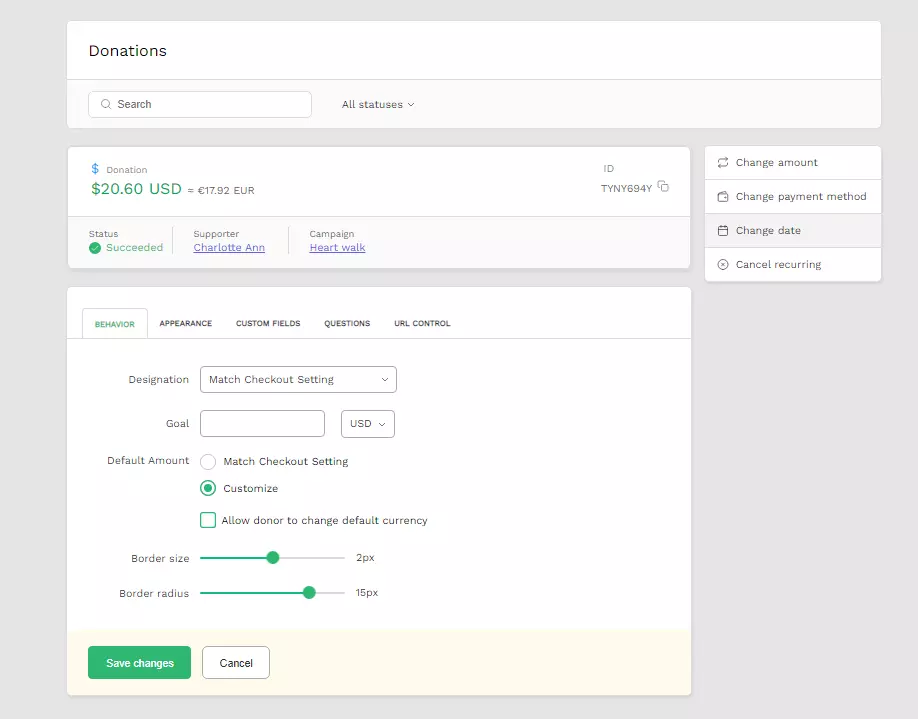 Donations
Search
All statuses
$ Donation
$20.60 USD ≈ €17.92 EUR
ID
TYNY694Y
Status
Succeeded
Supporter
Charlotte Ann
Campaign
Heart walk
Change amount
Change payment method
Change date
Cancel recurring
BEHAVIOR APPEARANCE CUSTOM FIELDS QUESTIONS URL CONTROL
Designation Match Checkout Setting
Goal USD
Default Amount Match Checkout Setting
Customize
Allow donor to change default currency
Border size 2px
Border radius 15px
Save changes Cancel